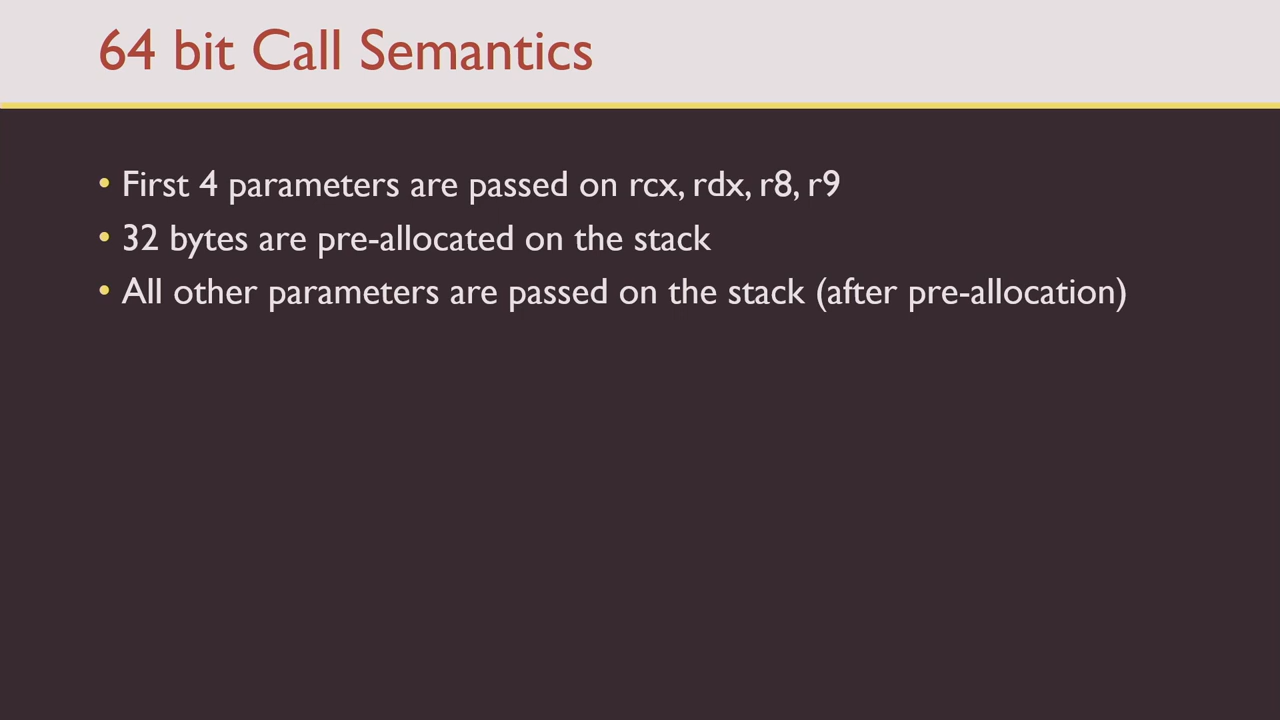 64 bit Call Semantics
• First 4 parameters are passed on rcx, rdx, r8, r9
• 32 bytes are pre-allocated on the stack
• All other parameters are passed on the stack (after pre-allocation)